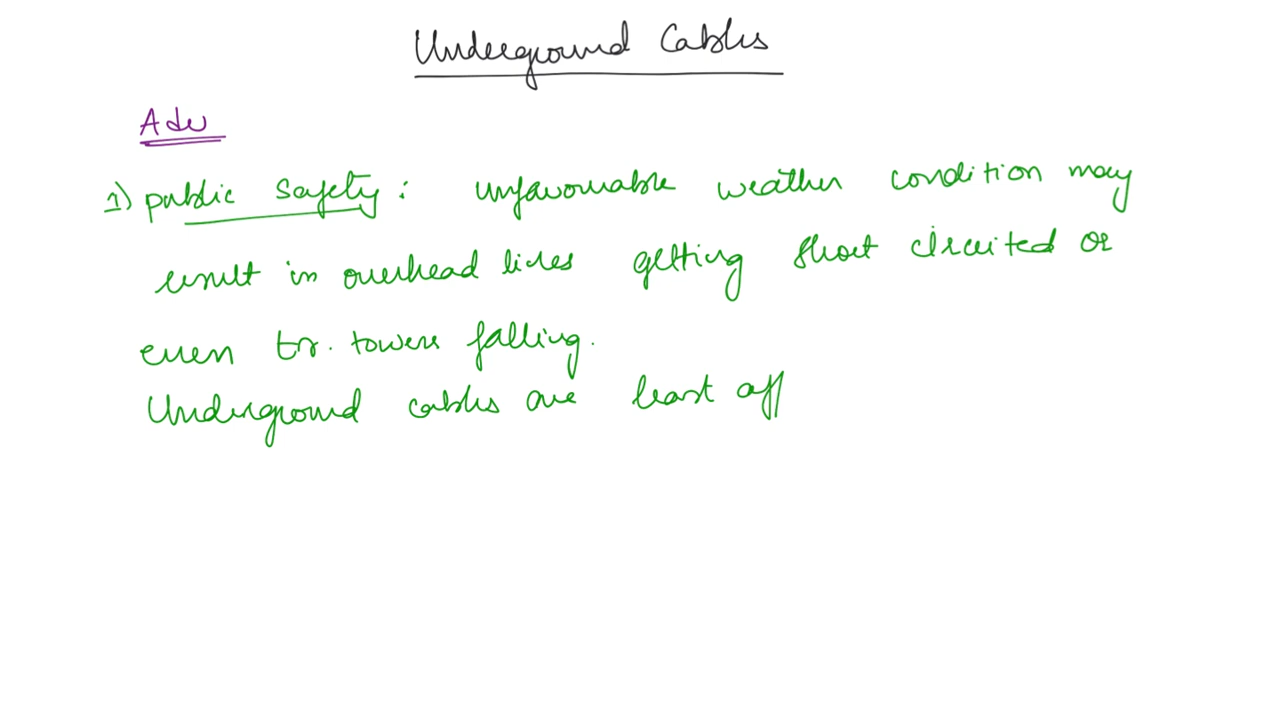 Underground Cables
Adv
1) public safety : unfavourable weather condition may
result in overhead lines getting short circuited or
even tr. towers falling.
Underground cables are least aff